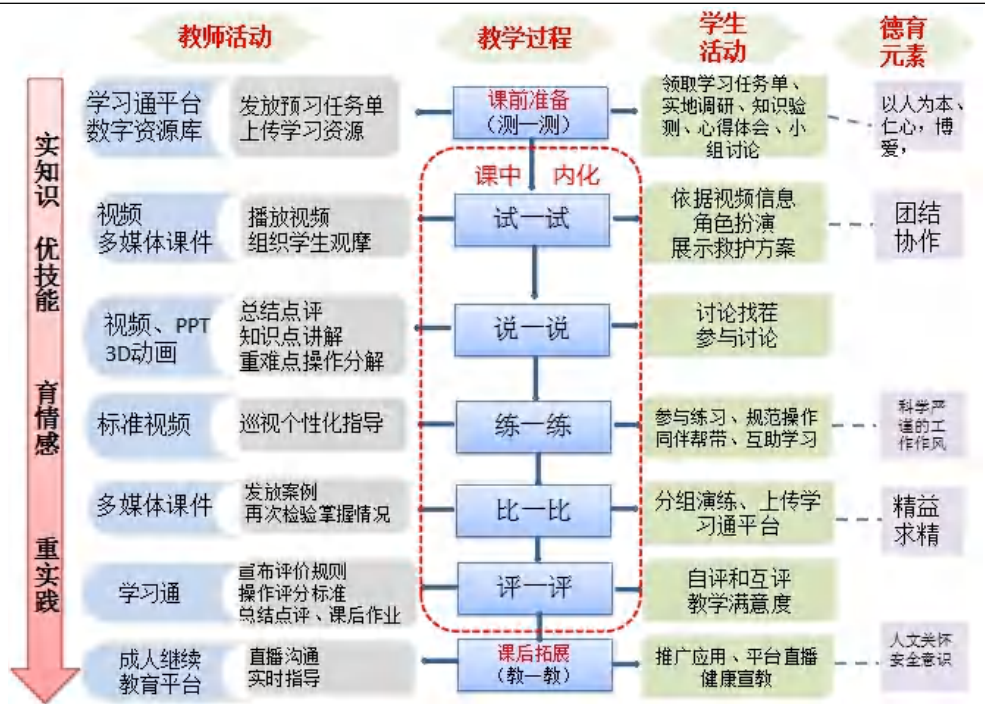 教师活动
教学过程
学生
活动
德育
元素
实知识
优技能
育情感
重实践
学习通平台
数字资源库
发放预习任务单
上传学习资源
课前准备
（测一测）
领取学习任务单、
实地调研、知识验
测、心得体会、小
组讨论
以人为本、
仁心，博
爱，
课中 内化
视频
多媒体课件
播放视频
组织学生观摩
试一试
依据视频信息
角色扮演
展示救护方案
团结
协作
视频、PPT
3D动画
总结点评
知识点讲解
重难点操作分解
说一说
讨论找茬
参与讨论
标准视频
巡视个性化指导
练一练
参与练习、规范操作
同伴帮带、互助学习
科学严
谨的工
作作风
多媒体课件
发放案例
再次检验掌握情况
比一比
分组演练、上传学
习通平台
精益
求精
学习通
宣布评价规则
操作评分标准
总结点评、课后作业
评一评
自评和互评
教学满意度
成人继续
教育平台
直播沟通
实时指导
课后拓展
（教一教）
推广应用、平台直播
健康宣教
人文关怀
安全意识